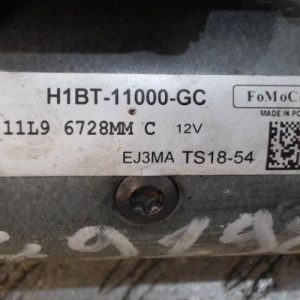 H1BT-11000-GC
FoMoCo
11L9 6728MM C 12V
MADE IN PO
EJ3MA TS18-54